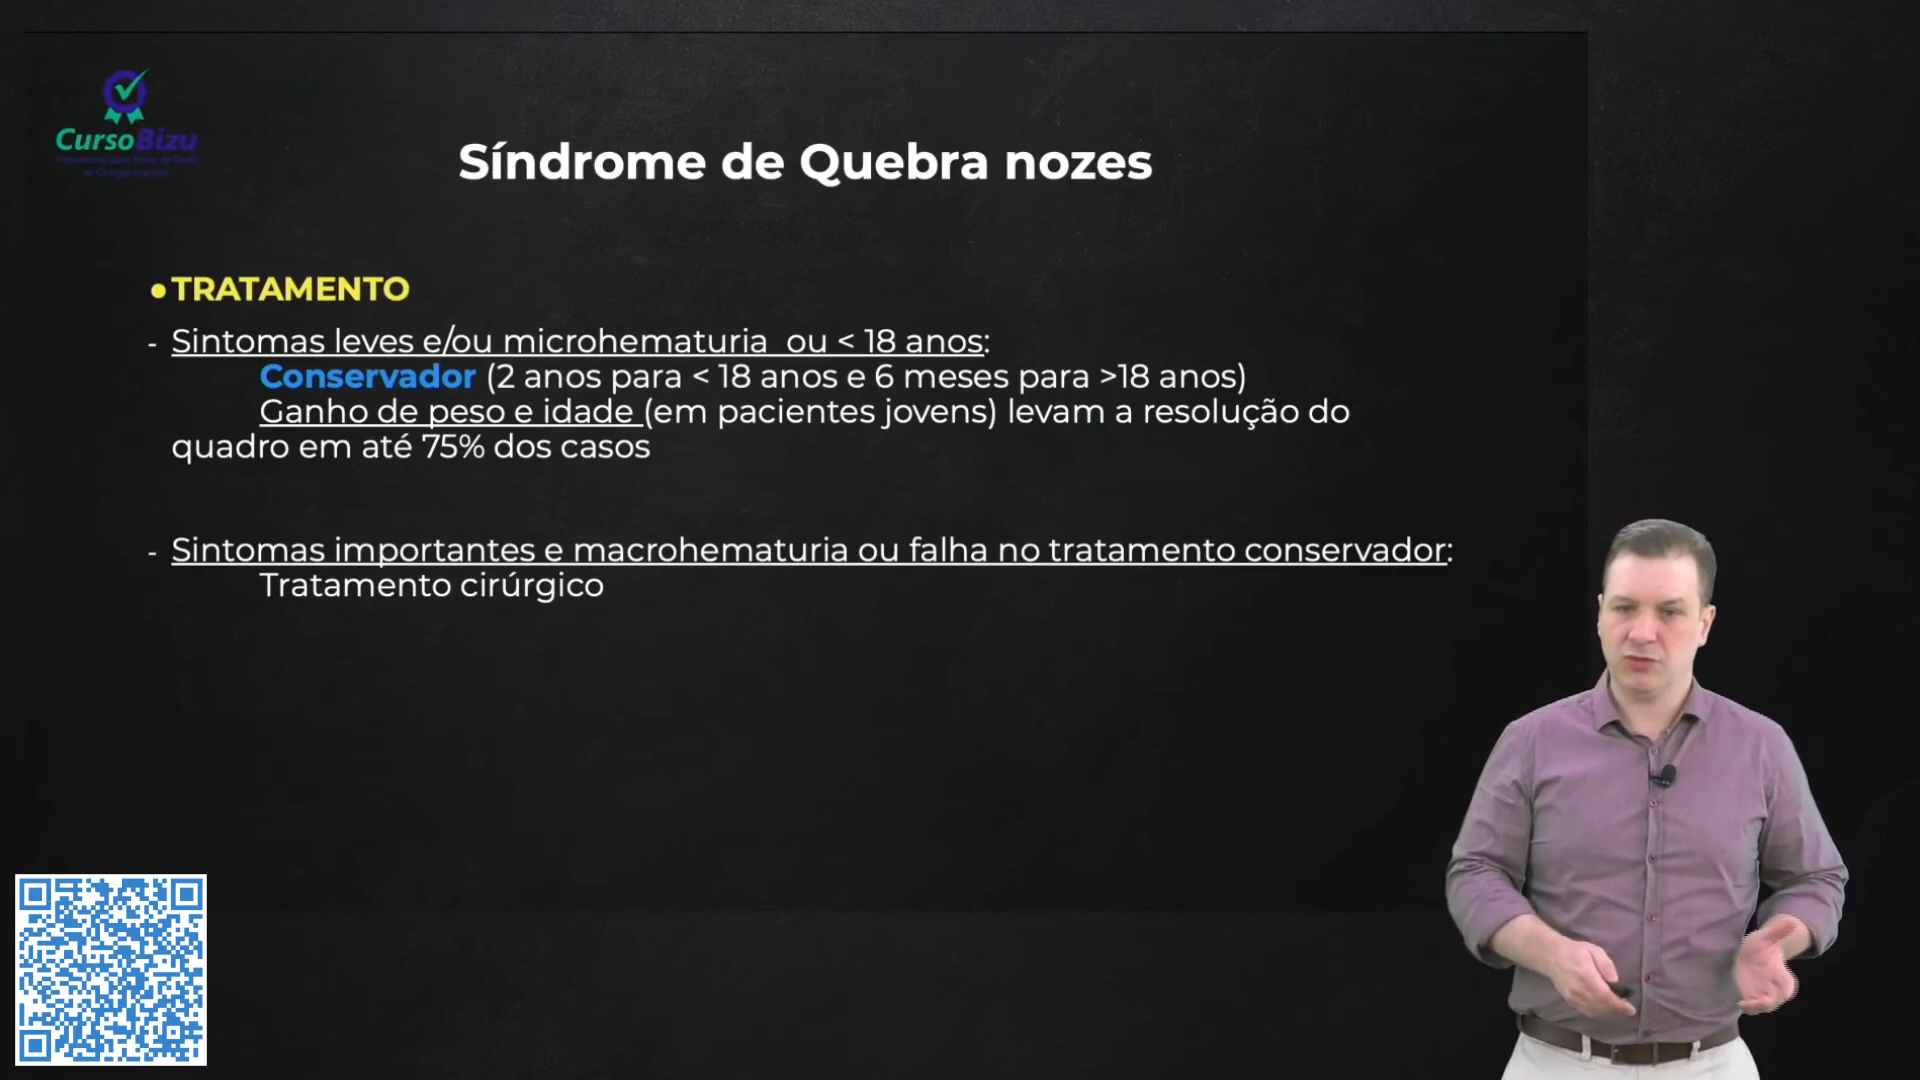 CursoBizu
Síndrome de Quebra nozes
•TRATAMENTO
- Sintomas leves e/ou microhematuria ou < 18 anos:
Conservador (2 anos para < 18 anos e 6 meses para >18 anos)
Ganho de peso e idade (em pacientes jovens) levam a resolução do
quadro em até 75% dos casos
- Sintomas importantes e macrohematuria ou falha no tratamento conservador:
Tratamento cirúrgico